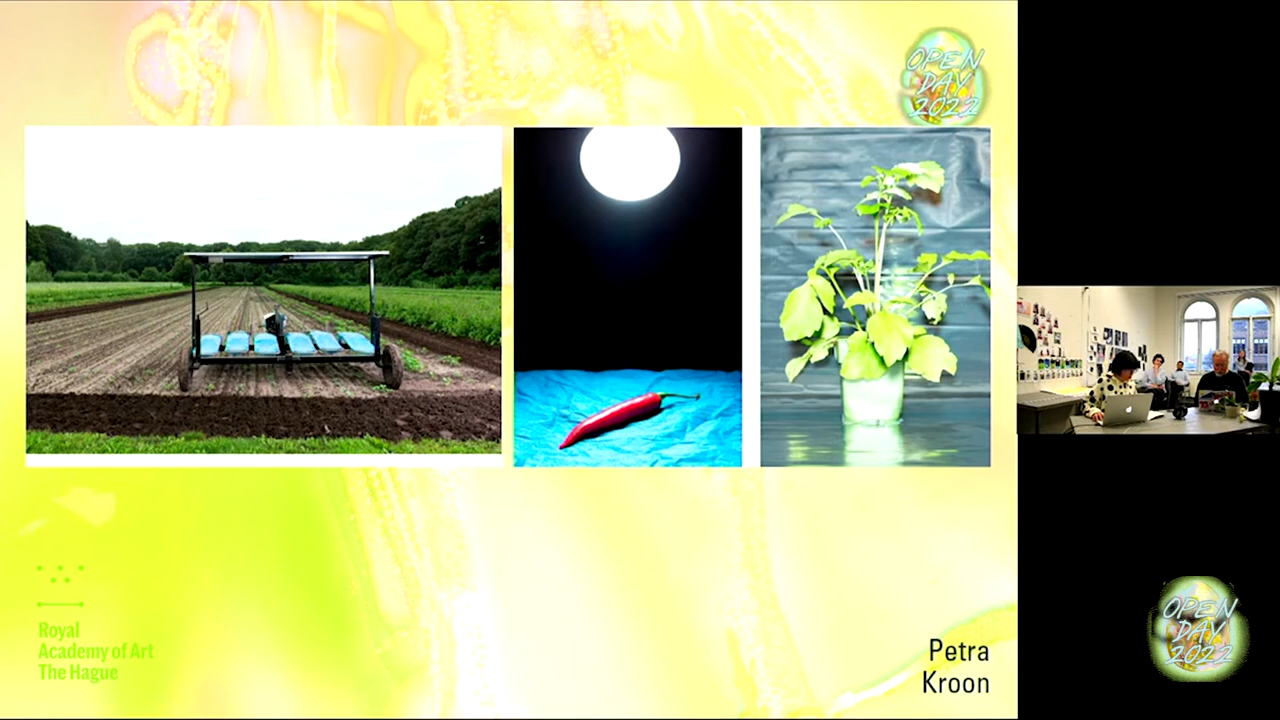 OPEN
DAY
2022
Royal
Academy of Art
The Hague
Petra
Kroon
OPEN
DAY
2022